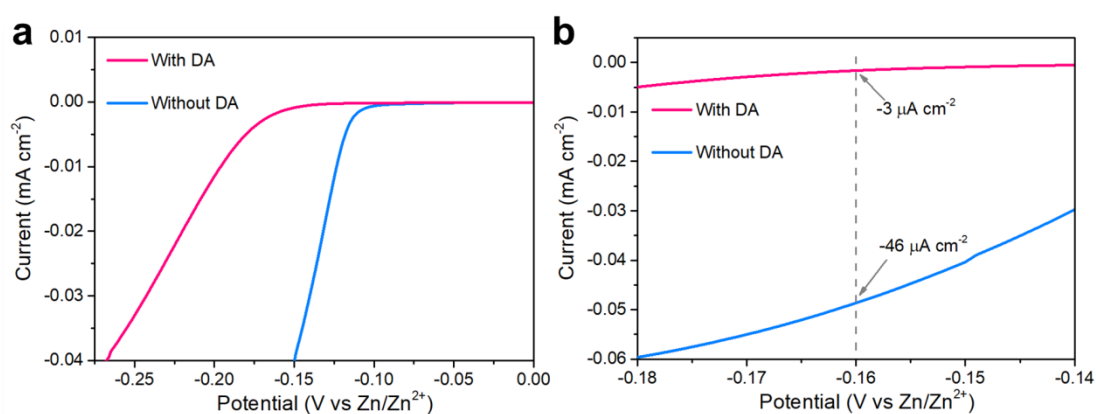 a
0.01
0.00
-0.01
-0.02
-0.03
-0.04
Current (mA cm-2)
With DA
Without DA
-0.25
-0.20
-0.15
-0.10
-0.05
0.00
Potential (V vs Zn/Zn2+)
b
0.00
-0.01
-0.02
-0.03
-0.04
-0.05
-0.06
Current (mA cm-2)
With DA
Without DA
-3 μA cm-2
-46 μA cm-2
-0.18
-0.17
-0.16
-0.15
-0.14
Potential (V vs Zn/Zn2+)